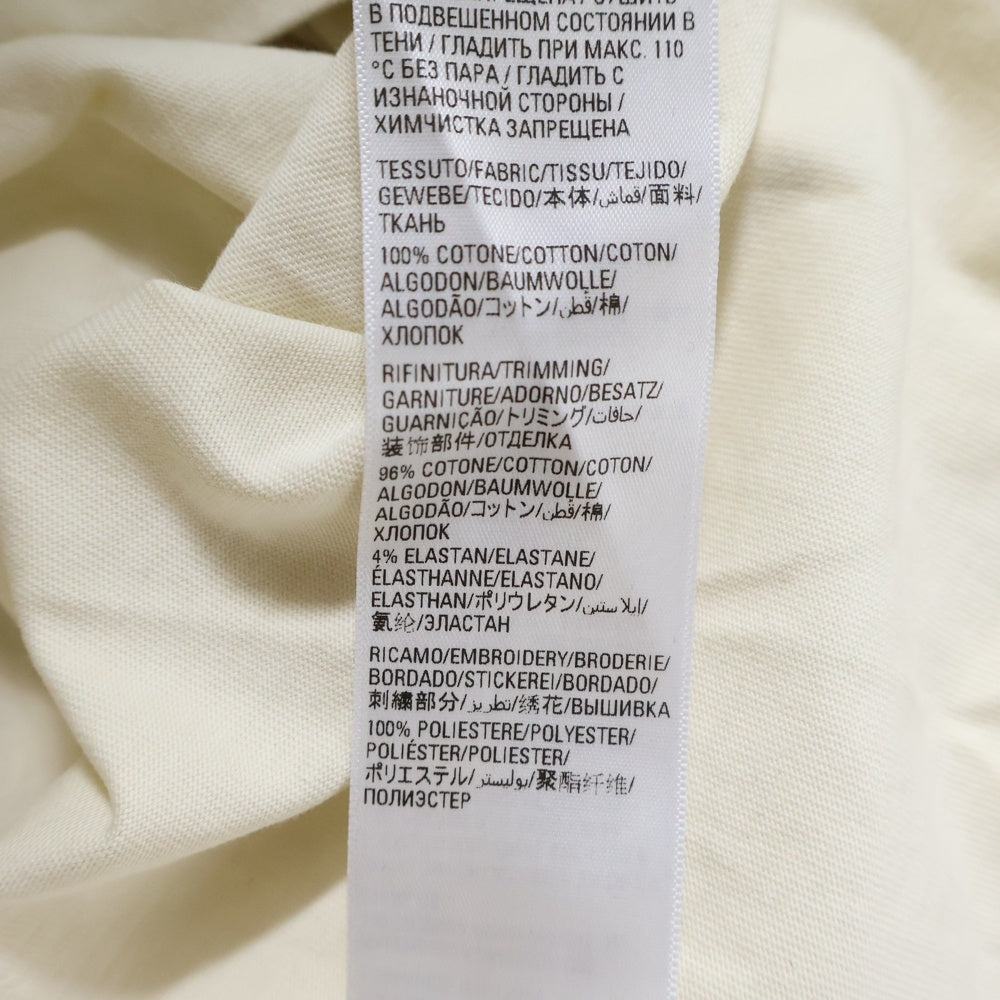 В ПОДВЕШЕННОМ СОСТОЯНИИ В
ТЕНИ / ГЛАДИТЬ ПРИ МАКС. 110
°C БЕЗ ПАРА / ГЛАДИТЬ С
ИЗНАНОЧНОЙ СТОРОНЫ /
ХИМЧИСТКА ЗАПРЕЩЕНА
TESSUTO/FABRIC/TISSU/TEJIDO/
GEWEBE/TECIDO/本体/قماش/面料/
ТКАНЬ
100% COTONE/COTTON/COTON/
ALGODON/BAUMWOLLE/
ALGODÃO/コットン/قطن/棉/
ХЛОПОК
RIFINITURA/TRIMMING/
GARNITURE/ADORNO/BESATZ/
GUARNIÇÃO/トリミング/حافات/
装饰部件/ОТДЕЛКА
96% COTONE/COTTON/COTON/
ALGODON/BAUMWOLLE/
ALGODÃO/コットン/قطن/棉/
ХЛОПОК
4% ELASTAN/ELASTANE/
ÉLASTHANNE/ELASTANO/
ELASTHAN/ポリウレタン/ايلاستين/
氨纶/ЭЛАСТАН
RICAMO/EMBROIDERY/BRODERIE/
BORDADO/STICKEREI/BORDADO/
刺繍部分/تطريز/绣花/ВЫШИВКА
100% POLIESTERE/POLYESTER/
POLIÉSTER/POLIESTER/
ポリエステル/بوليستر/聚酯纤维/
ПОЛИЭСТЕР